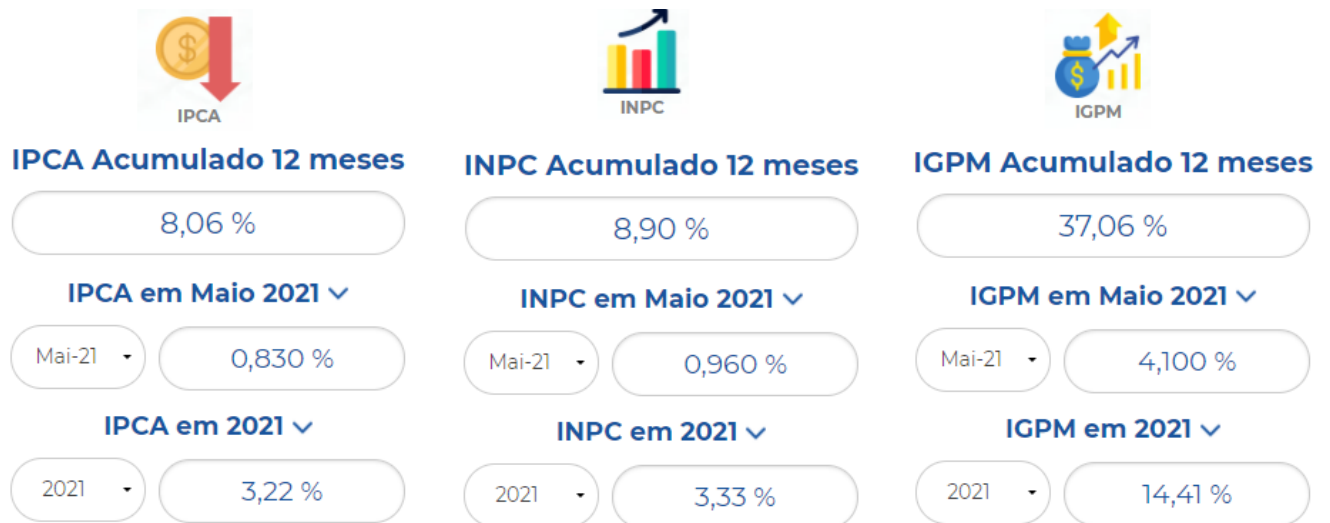 IPCA
IPCA Acumulado 12 meses
8,06 %
IPCA em Maio 2021
Mai-21
0,830 %
IPCA em 2021
2021
3,22 %
INPC
INPC Acumulado 12 meses
8,90 %
INPC em Maio 2021
Mai-21
0,960 %
INPC em 2021
2021
3,33 %
IGPM
IGPM Acumulado 12 meses
37,06 %
IGPM em Maio 2021
Mai-21
4,100 %
IGPM em 2021
2021
14,41 %